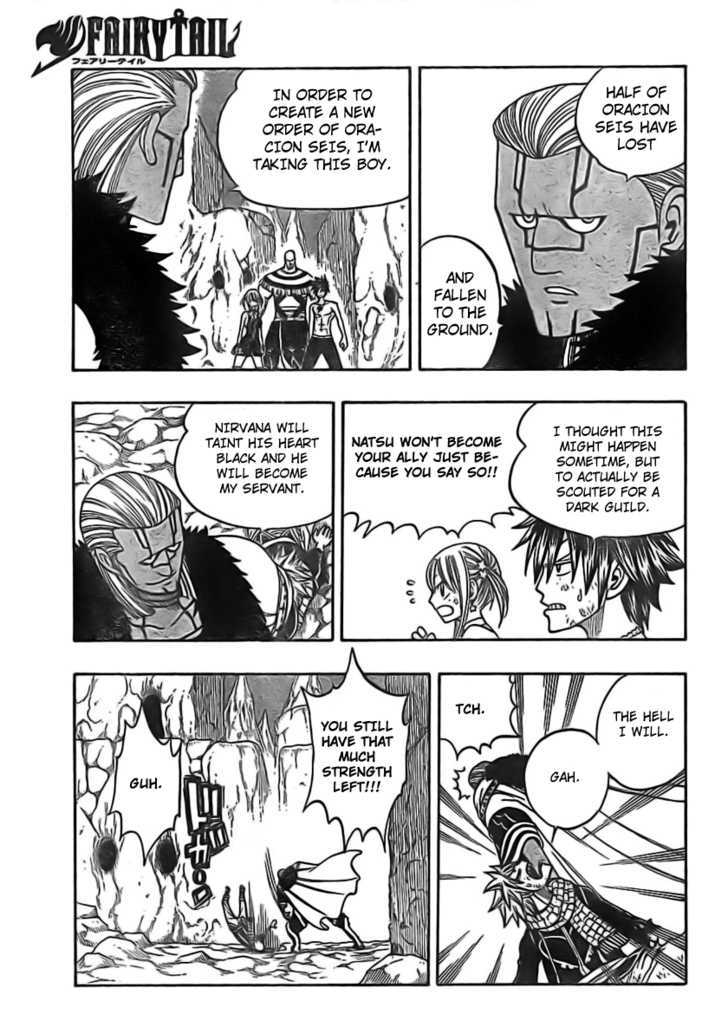 FAIRY TAIL
フェアリーテイル
HALF OF
ORACION
SEIS HAVE
LOST
AND
FALLEN
TO THE
GROUND.
IN ORDER TO
CREATE A NEW
ORDER OF ORA-
CION SEIS, I'M
TAKING THIS BOY.
I THOUGHT THIS
MIGHT HAPPEN
SOMETIME, BUT
TO ACTUALLY BE
SCOUTED FOR A
DARK GUILD.
NATSU WON'T BECOME
YOUR ALLY JUST BE-
CAUSE YOU SAY SO!!
NIRVANA WILL
TAINT HIS HEART
BLACK AND HE
WILL BECOME
MY SERVANT.
THE HELL
I WILL.
GAH.
TCH.
YOU STILL
HAVE THAT
MUCH
STRENGTH
LEFT!!!
GUH.